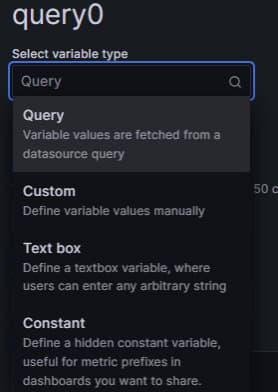 query0
Select variable type
Query
Query
Variable values are fetched from a
datasource query
50 c
Custom
Define variable values manually
Text box
Define a textbox variable, where
users can enter any arbitrary string
Constant
Define a hidden constant variable,
useful for metric prefixes in
dashboards you want to share.